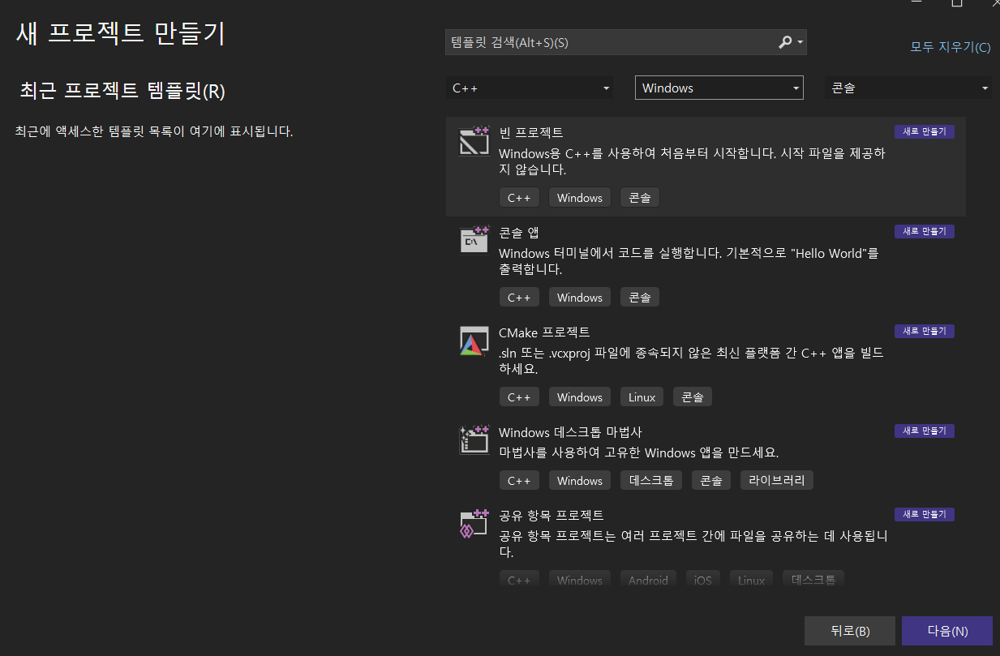 새 프로젝트 만들기
최근 프로젝트 템플릿(R)
최근에 액세스한 템플릿 목록이 여기에 표시됩니다.
템플릿 검색(Alt+S)(S)
모두 지우기(C)
C++
Windows
콘솔
빈 프로젝트
새로 만들기
Windows용 C++를 사용하여 처음부터 시작합니다. 시작 파일을 제공하
지 않습니다.
C++
Windows
콘솔
콘솔 앱
새로 만들기
Windows 터미널에서 코드를 실행합니다. 기본적으로 "Hello World"를
출력합니다.
C++
Windows
콘솔
CMake 프로젝트
새로 만들기
.sln 또는 .vcxproj 파일에 종속되지 않은 최신 플랫폼 간 C++ 앱을 빌드
하세요.
C++
Windows
Linux
콘솔
Windows 데스크톱 마법사
새로 만들기
마법사를 사용하여 고유한 Windows 앱을 만드세요.
C++
Windows
데스크톱
콘솔
라이브러리
공유 항목 프로젝트
새로 만들기
공유 항목 프로젝트는 여러 프로젝트 간에 파일을 공유하는 데 사용됩니
다.
C++
Windows
Android
iOS
Linux
데스크톱
뒤로(B)
다음(N)